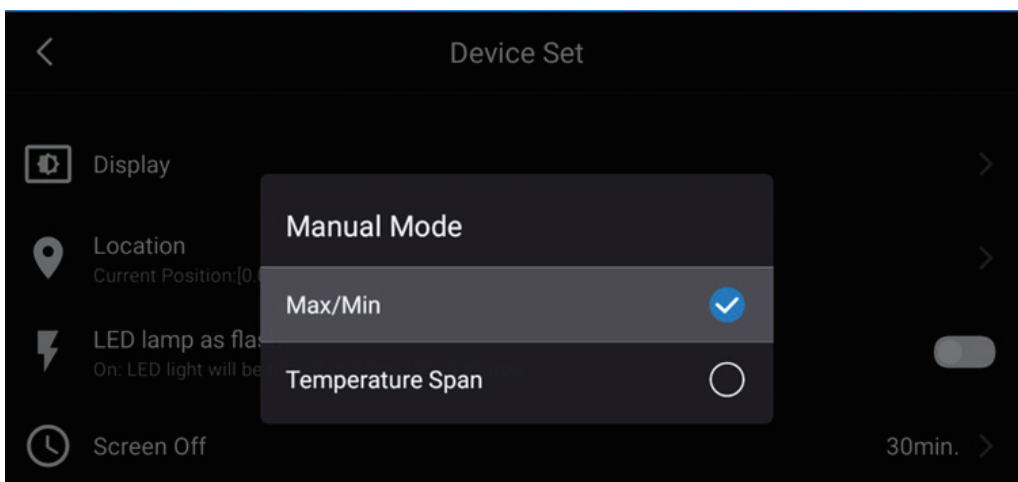 Device Set
Display
Location
Current Position:[0.
Manual Mode
Max/Min
LED lamp as flas
On: LED light will be
Temperature Span
Screen Off
30min.